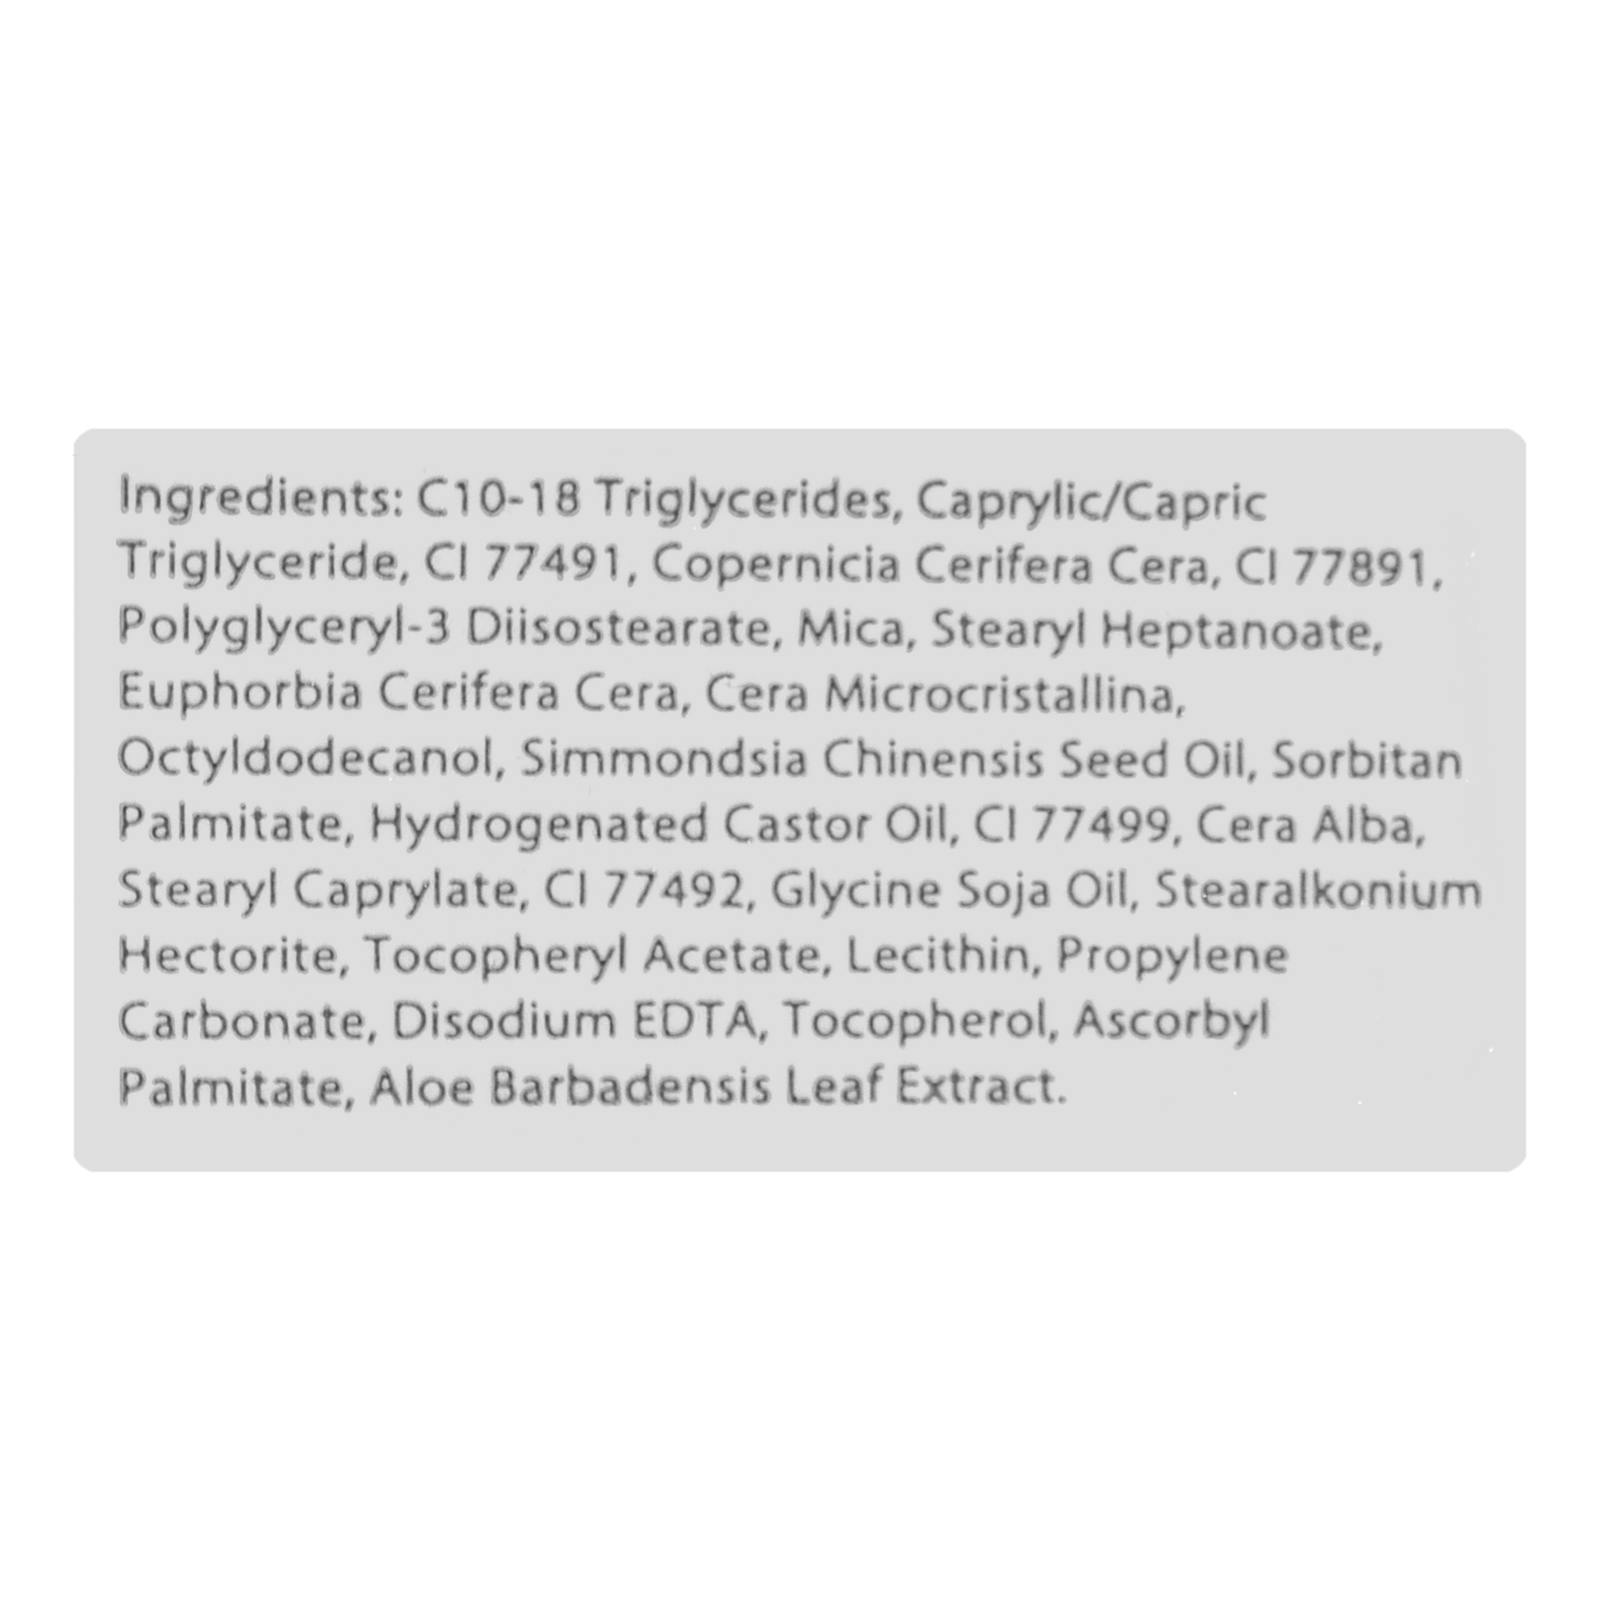 Ingredients: C10-18 Triglycerides, Caprylic/Capric
Triglyceride, CI 77491, Copernicia Cerifera Cera, CI 77891,
Polyglyceryl-3 Diisostearate, Mica, Stearyl Heptanoate,
Euphorbia Cerifera Cera, Cera Microcristallina,
Octyldodecanol, Simmondsia Chinensis Seed Oil, Sorbitan
Palmitate, Hydrogenated Castor Oil, CI 77499, Cera Alba,
Stearyl Caprylate, CI 77492, Glycine Soja Oil, Stearalkonium
Hectorite, Tocopheryl Acetate, Lecithin, Propylene
Carbonate, Disodium EDTA, Tocopherol, Ascorbyl
Palmitate, Aloe Barbadensis Leaf Extract.